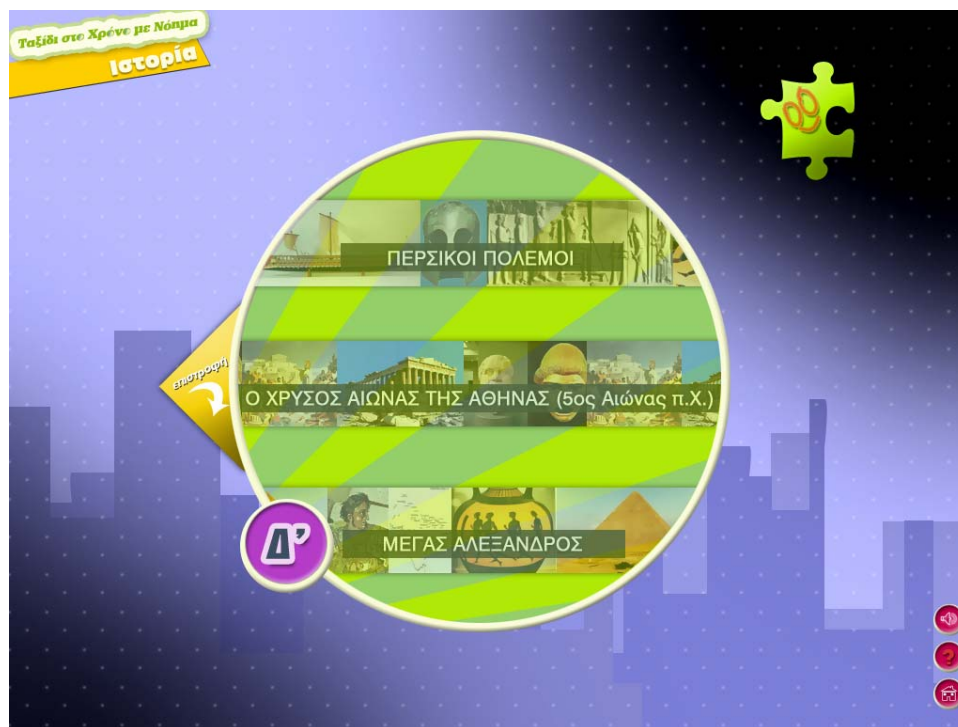 Ταξίδι στο Χρόνο με Νόημα
Ιστορία
ΠΕΡΣΙΚΟΙ ΠΟΛΕΜΟΙ
επιστροφή
Ο ΧΡΥΣΟΣ ΑΙΩΝΑΣ ΤΗΣ ΑΘΗΝΑΣ (5ος Αιώνας π.Χ.)
Δ'
ΜΕΓΑΣ ΑΛΕΞΑΝΔΡΟΣ
?